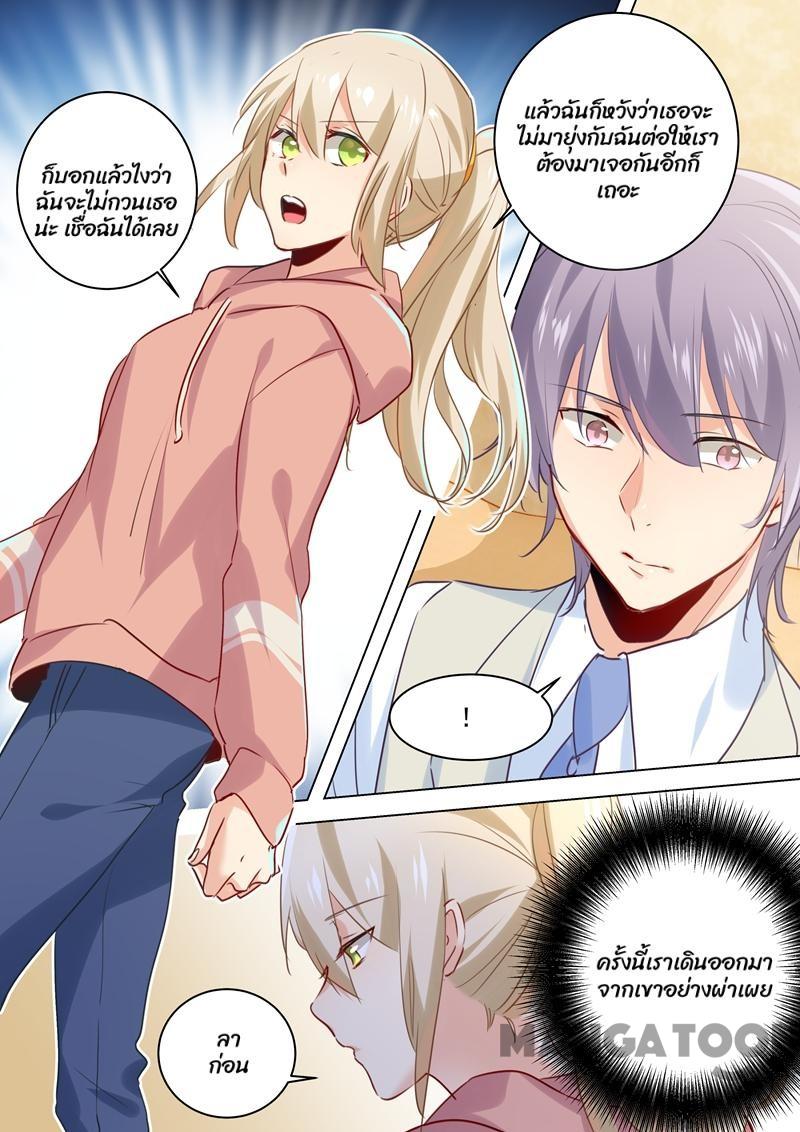 ก็บอกแล้วไงว่า
ฉันจะไม่กวนเธอ
น่ะ เชื่อฉันได้เลย
แล้วฉันก็หวังว่าเธอจะ
ไม่มายุ่งกับฉันต่อให้เรา
ต้องมาเจอกันอีกก็
เถอะ
!
ครั้งนี้เราเดินออกมา
จากเขาอย่างผ่าเผย
MANGATOON
ลา
ก่อน